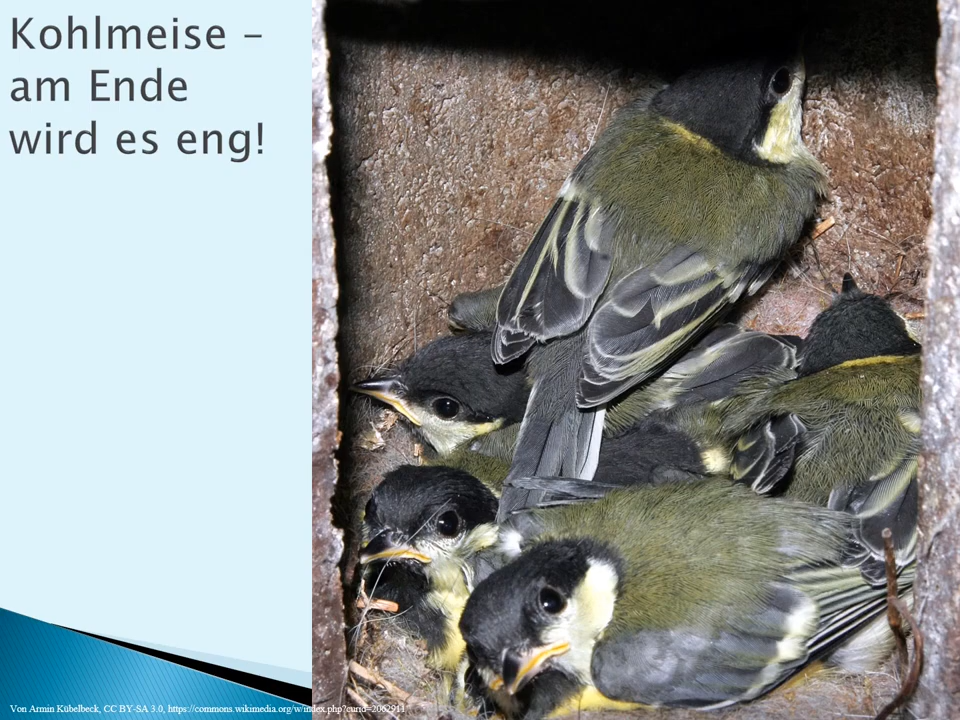 Kohlmeise –
am Ende
wird es eng!
Von Armin Kübelbeck, CC BY-SA 3.0, https://commons.wikimedia.org/w/index.php?curid=2062911